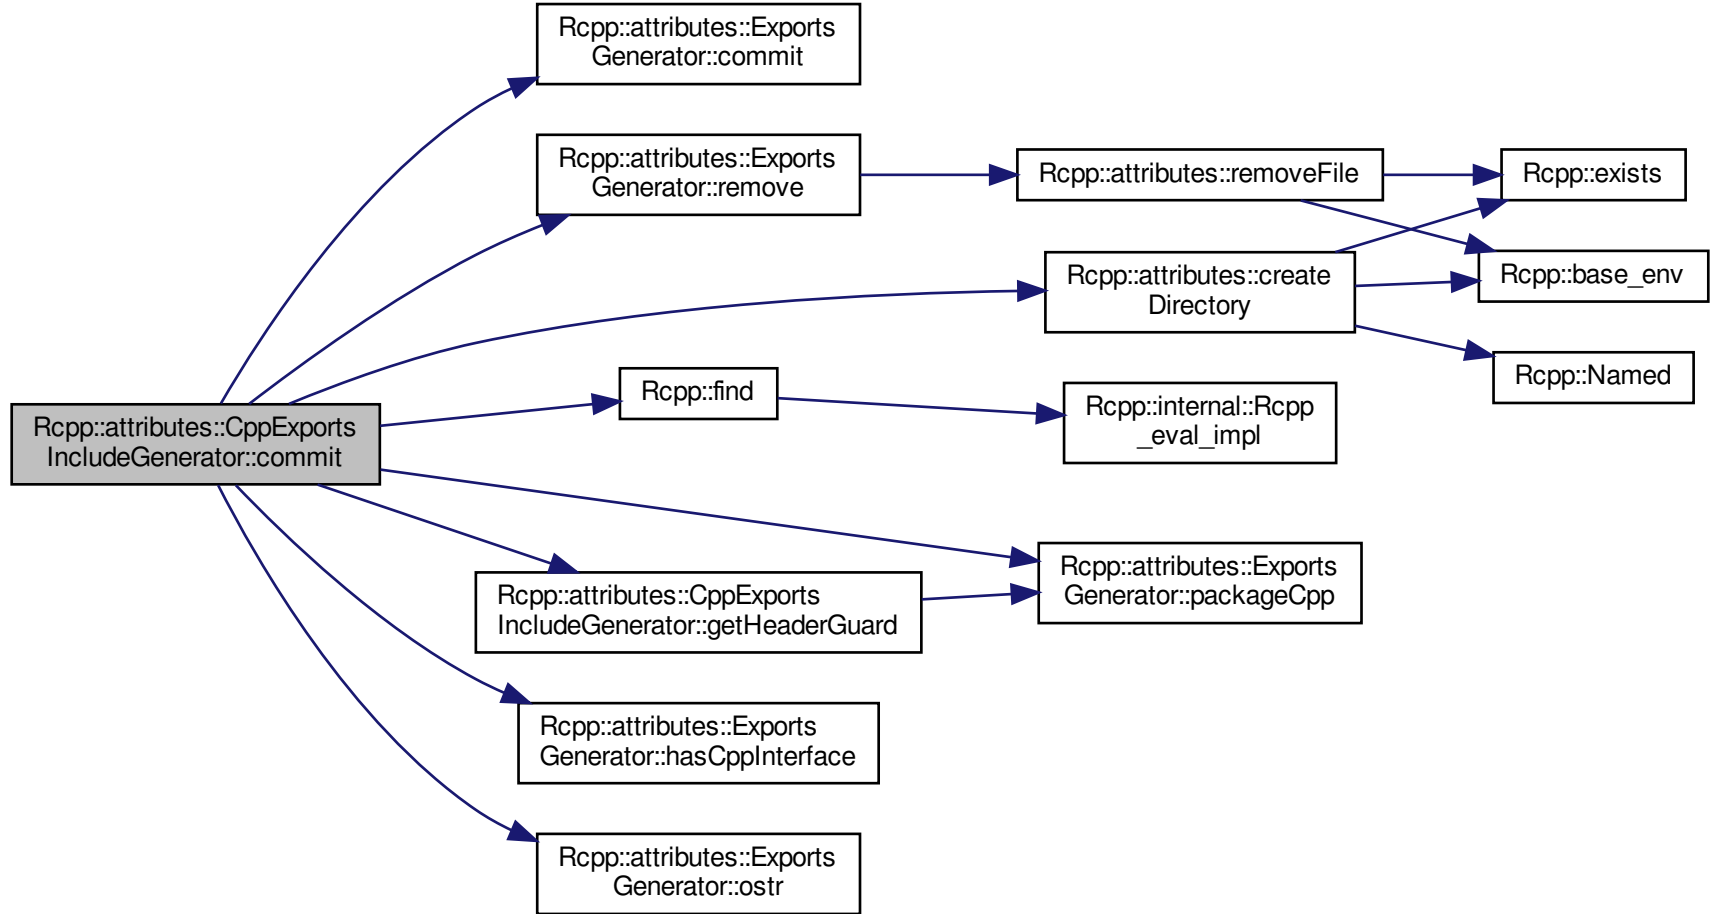 Rcpp::attributes::Exports
Generator::commit
Rcpp::attributes::Exports
Generator::remove
Rcpp::attributes::removeFile
Rcpp::exists
Rcpp::attributes::create
Directory
Rcpp::base_env
Rcpp::Named
Rcpp::find
Rcpp::internal::Rcpp
_eval_impl
Rcpp::attributes::CppExports
IncludeGenerator::commit
Rcpp::attributes::Exports
Generator::packageCpp
Rcpp::attributes::CppExports
IncludeGenerator::getHeaderGuard
Rcpp::attributes::Exports
Generator::hasCppInterface
Rcpp::attributes::Exports
Generator::ostr